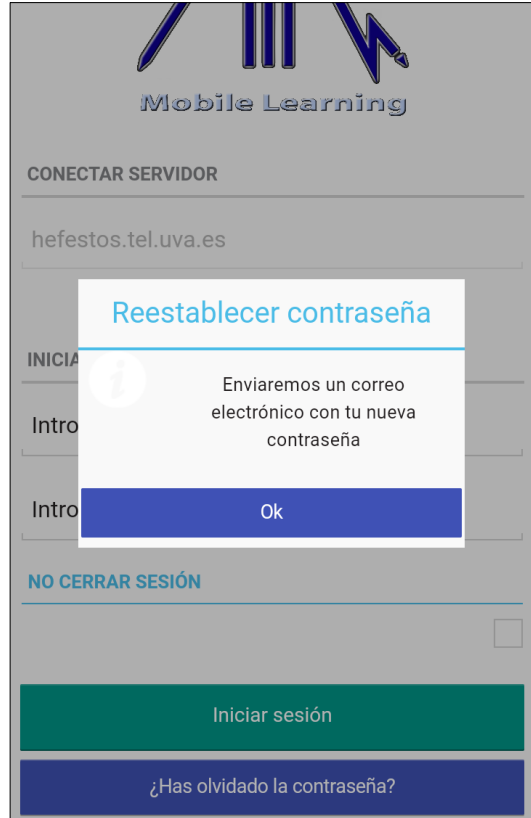 Mobile Learning
CONECTAR SERVIDOR
hefestos.tel.uva.es
Reestablecer contraseña
INICIA
Enviaremos un correo
electrónico con tu nueva
contraseña
Intro
Intro
Ok
NO CERRAR SESIÓN
Iniciar sesión
¿Has olvidado la contraseña?